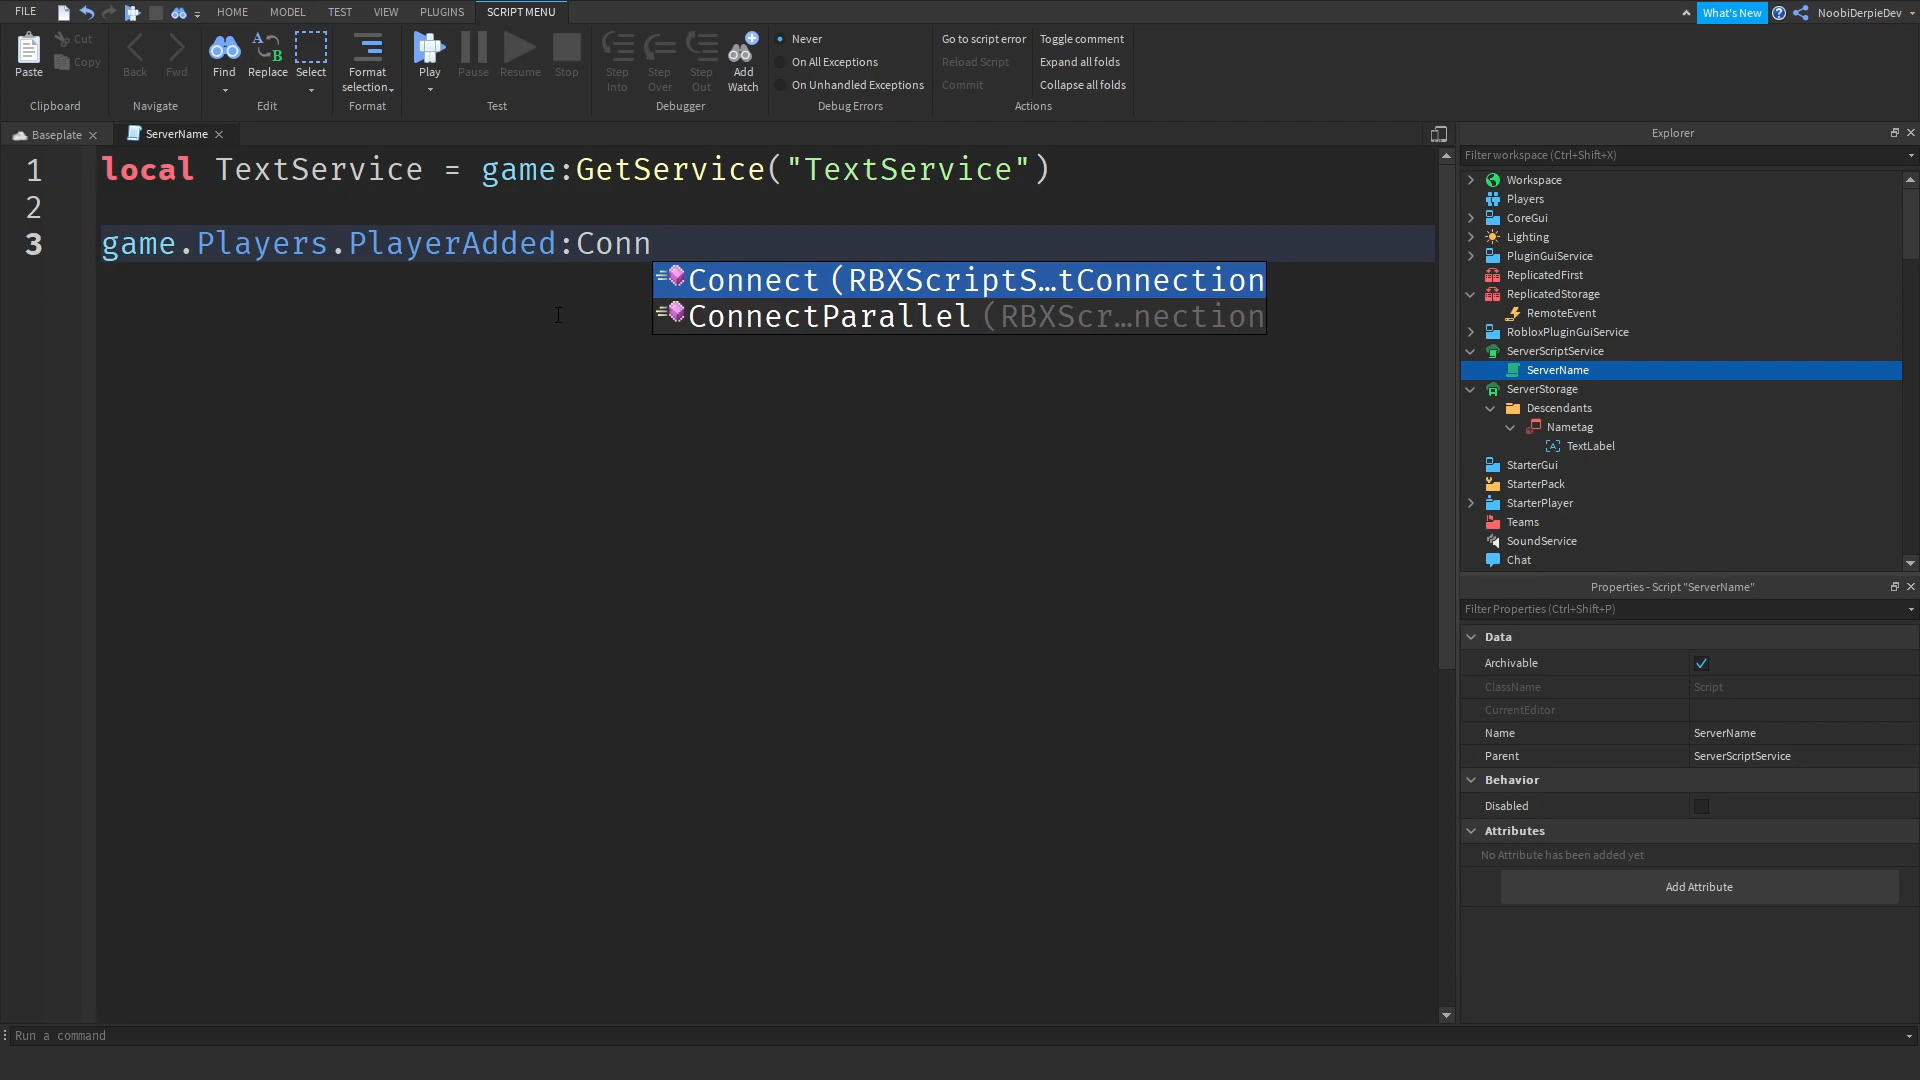 FILE HOME MODEL TEST VIEW PLUGINS SCRIPT MENU What's New NoobiDerpieDev
Paste Cut Copy Back Fwd Find Replace Select Format selection Play Pause Resume Stop Step Into Step Over Step Out Add Watch
Never
On All Exceptions
On Unhandled Exceptions
Go to script error Toggle comment
Reload Script Expand all folds
Commit Collapse all folds
Clipboard Navigate Edit Format Test Debugger Debug Errors Actions
Baseplate ServerName
1 local TextService = game:GetService("TextService")
2
3 game.Players.PlayerAdded:Conn
Connect (RBXScriptS...tConnection
ConnectParallel (RBXScr...nection
Explorer
Filter workspace (Ctrl+Shift+X)
Workspace
Players
CoreGui
Lighting
PluginGuiService
ReplicatedFirst
ReplicatedStorage
RemoteEvent
RobloxPluginGuiService
ServerScriptService
ServerName
ServerStorage
Descendants
Nametag
TextLabel
StarterGui
StarterPack
StarterPlayer
Teams
SoundService
Chat
Properties - Script "ServerName"
Filter Properties (Ctrl+Shift+P)
Data
Archivable
ClassName Script
CurrentEditor
Name ServerName
Parent ServerScriptService
Behavior
Disabled
Attributes
No Attribute has been added yet
Add Attribute
Run a command